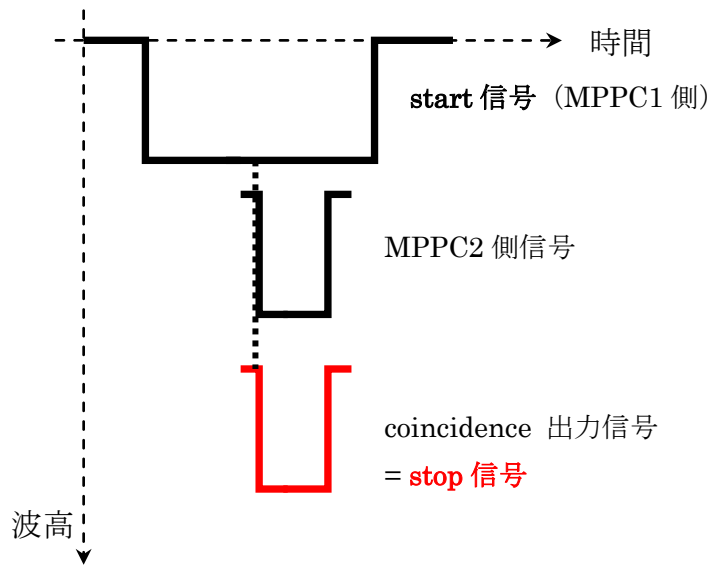 時間
start 信号（MPPC1 側）
MPPC2 側信号
coincidence 出力信号
= stop 信号
波高